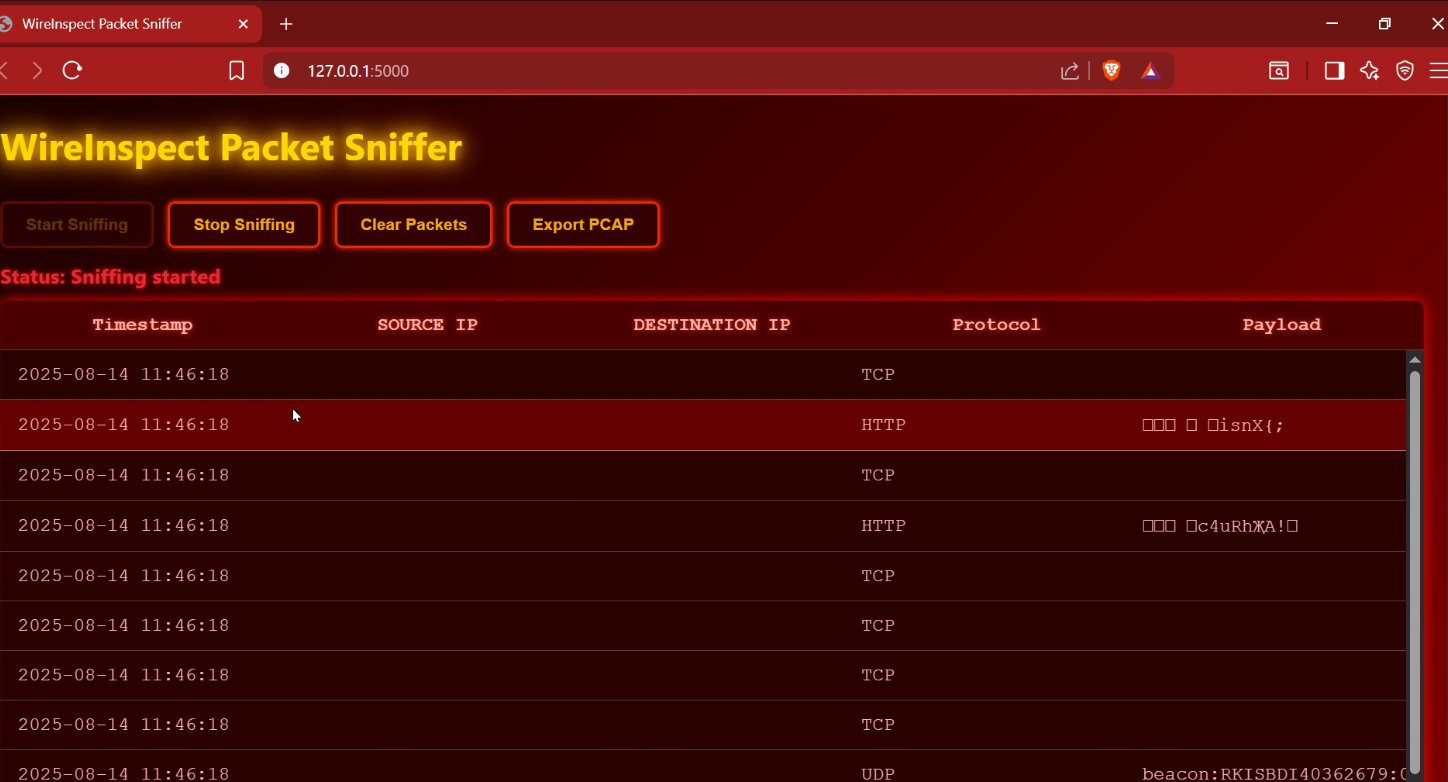 WireInspect Packet Sniffer
127.0.0.1:5000
WireInspect Packet Sniffer
Start Sniffing Stop Sniffing Clear Packets Export PCAP
Status: Sniffing started
Timestamp SOURCE IP DESTINATION IP Protocol Payload
2025-08-14 11:46:18 TCP
2025-08-14 11:46:18 HTTP □□□ □ □isnX{;
2025-08-14 11:46:18 TCP
2025-08-14 11:46:18 HTTP □□□ □c4uRhҖA!□
2025-08-14 11:46:18 TCP
2025-08-14 11:46:18 TCP
2025-08-14 11:46:18 TCP
2025-08-14 11:46:18 TCP
2025-08-14 11:46:18 UDP beacon:RKISBDI40362679: